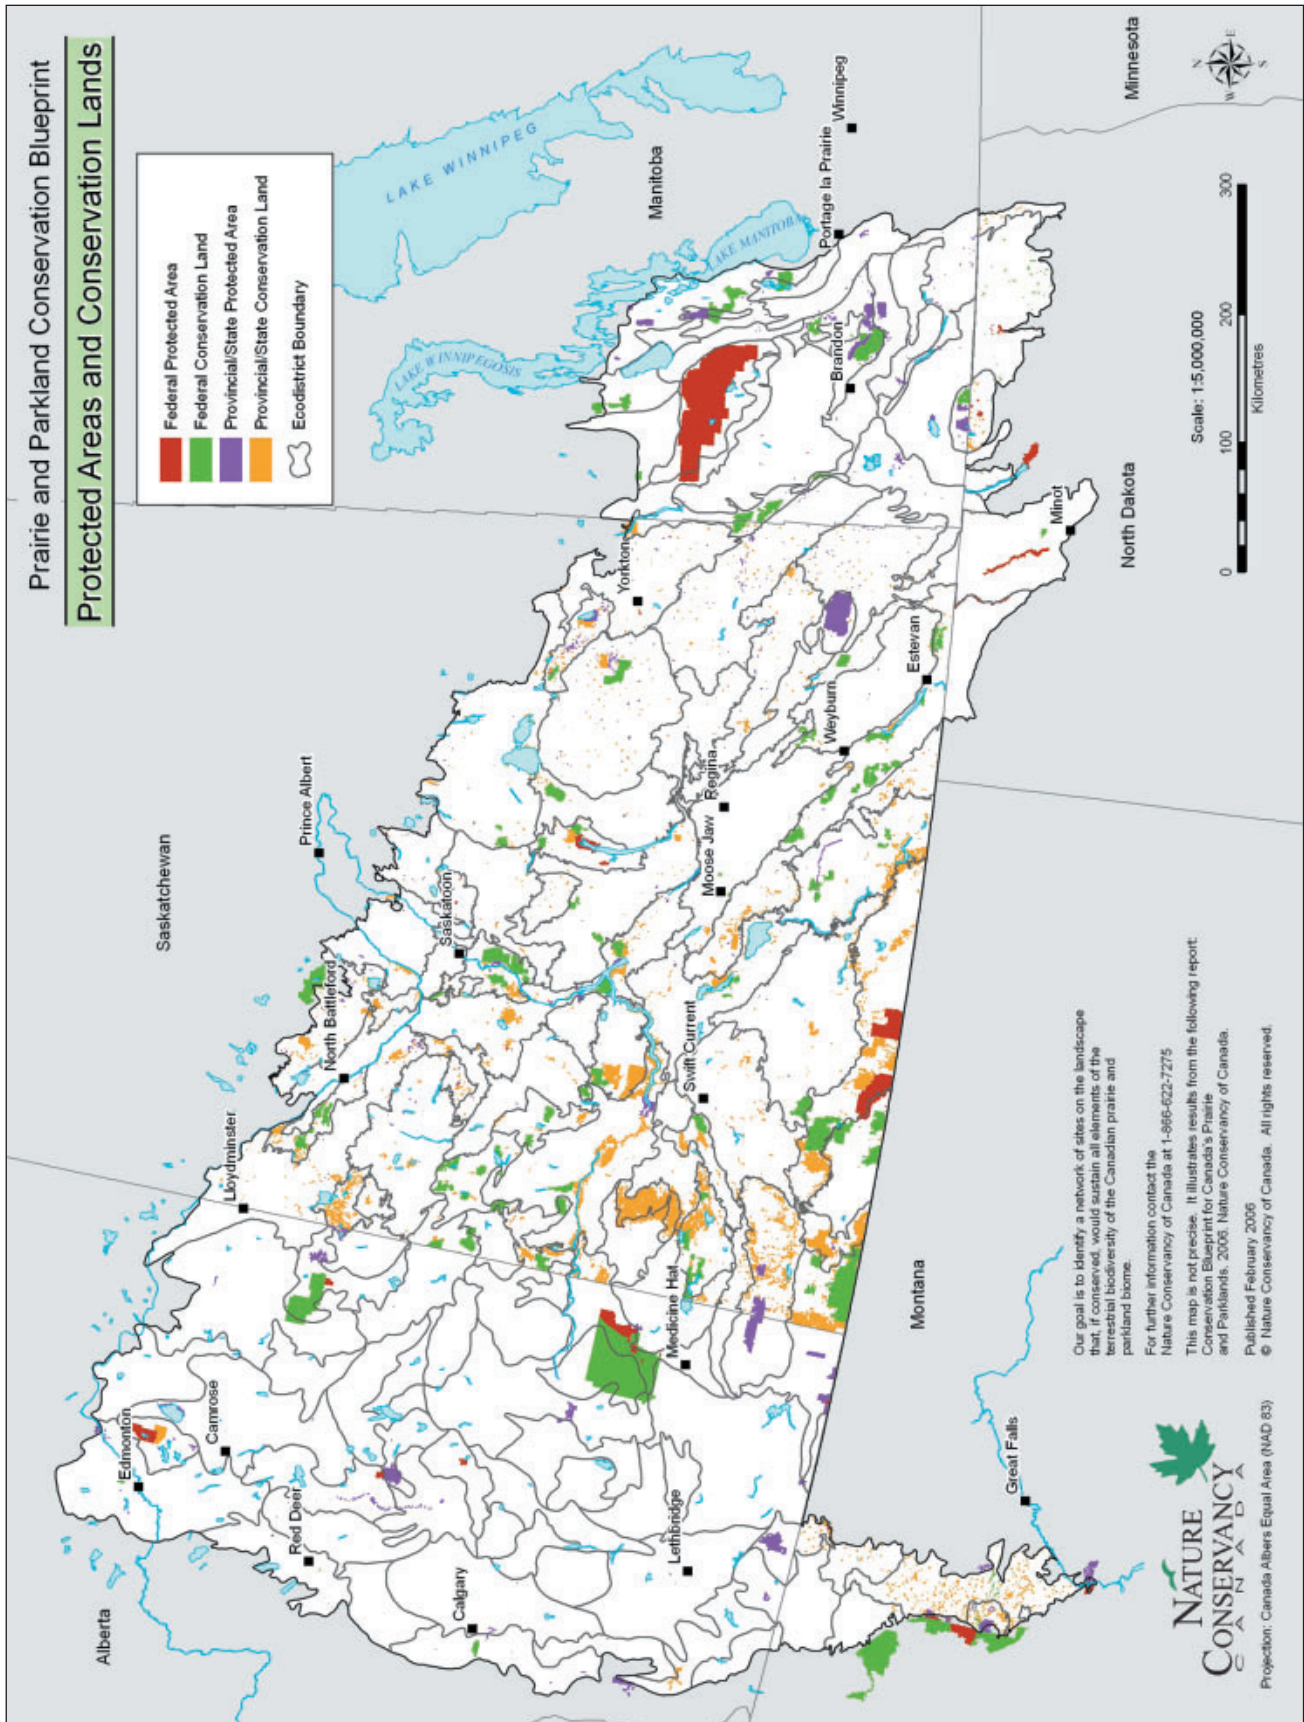 Prairie and Parkland Conservation Blueprint
Protected Areas and Conservation Lands
Federal Protected Area
Federal Conservation Land
Provincial/State Protected Area
Provincial/State Conservation Land
Ecodistrict Boundary
Alberta
Saskatchewan
Manitoba
LAKE WINNIPEG
LAKE WINNIPEGOSIS
LAKE MANITOBA
Edmonton
Camrose
Red Deer
Calgary
Lethbridge
Medicine Hat
Lloydminster
North Battleford
Prince Albert
Saskatoon
Swift Current
Moose Jaw
Regina
Yorkton
Weyburn
Estevan
Brandon
Portage la Prairie
Winnipeg
Minot
Great Falls
Montana
North Dakota
Minnesota
N
E
S
W
Scale: 1:5,000,000
0 100 200 300
Kilometres
NATURE
CONSERVANCY
CANADA
Projection: Canada Albers Equal Area (NAD 83)
Our goal is to identify a network of sites on the landscape
that, if conserved, would sustain all elements of the
terrestrial biodiversity of the Canadian prairie and
parkland biome.
For further information contact the
Nature Conservancy of Canada at 1-866-622-7275
This map is not precise. It illustrates results from the following report:
Conservation Blueprint for Canada's Prairie
and Parklands. 2006. Nature Conservancy of Canada.
Published February 2006
© Nature Conservancy of Canada. All rights reserved.